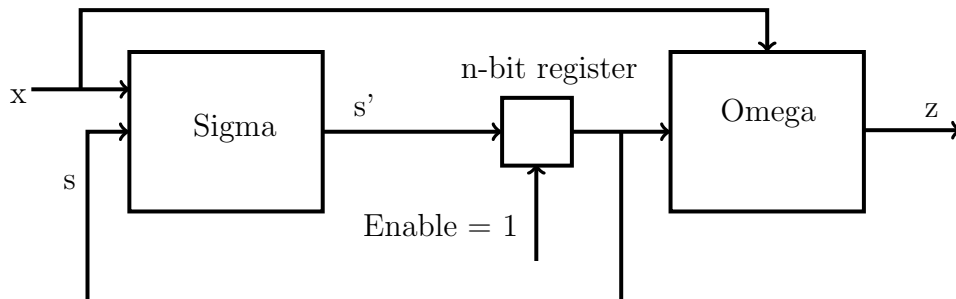 x
Sigma
s'
n-bit register
Omega
z
s
Enable = 1